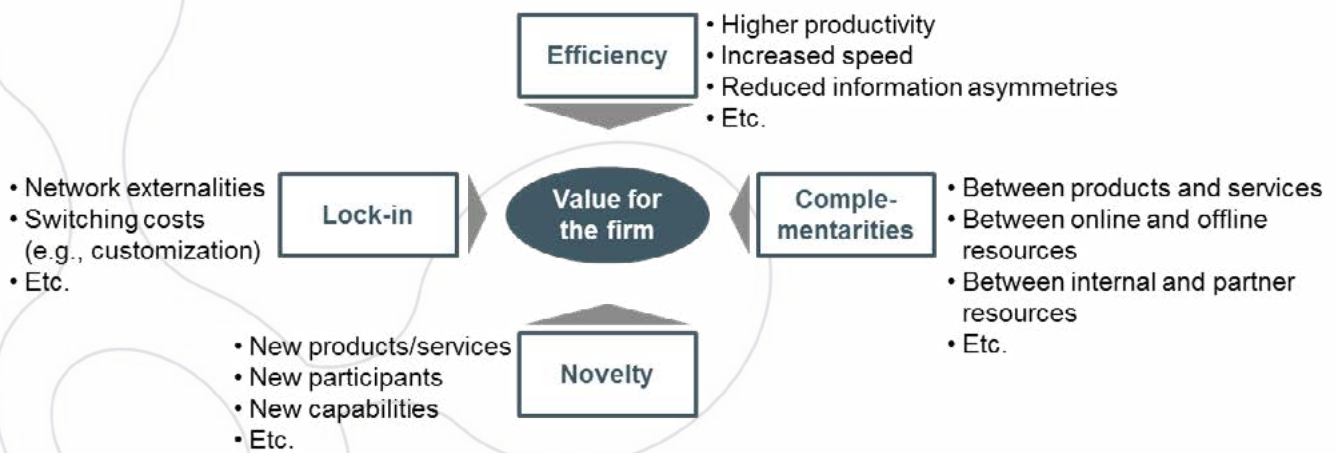 Efficiency
• Higher productivity
• Increased speed
• Reduced information asymmetries
• Etc.
• Network externalities
• Switching costs
(e.g., customization)
• Etc.
Lock-in
Value for
the firm
Comple-
mentarities
• Between products and services
• Between online and offline
resources
• Between internal and partner
resources
• Etc.
• New products/services
• New participants
• New capabilities
• Etc.
Novelty